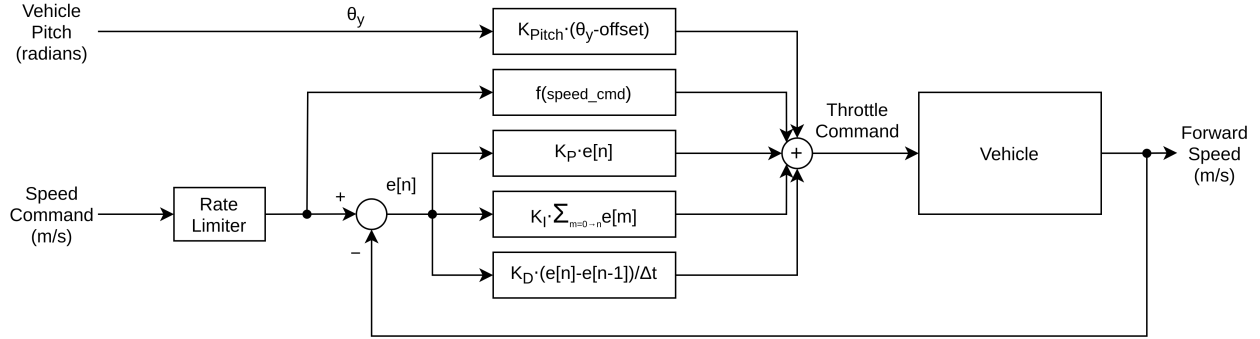 Vehicle
Pitch
(radians)
θy
KPitch·(θy-offset)
f(speed_cmd)
Throttle
Command
Forward
Speed
(m/s)
KP·e[n]
+
Vehicle
Speed
Command
(m/s)
Rate
Limiter
+
e[n]
−
KI·Σm=0→ne[m]
KD·(e[n]-e[n-1])/Δt